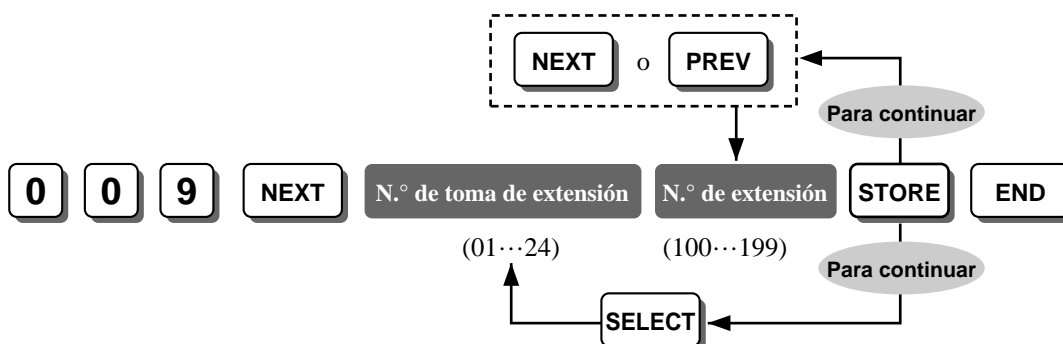 NEXT o PREV
Para continuar
0 0 9 NEXT N.° de toma de extensión N.° de extensión STORE END
(01···24) (100···199)
Para continuar
SELECT